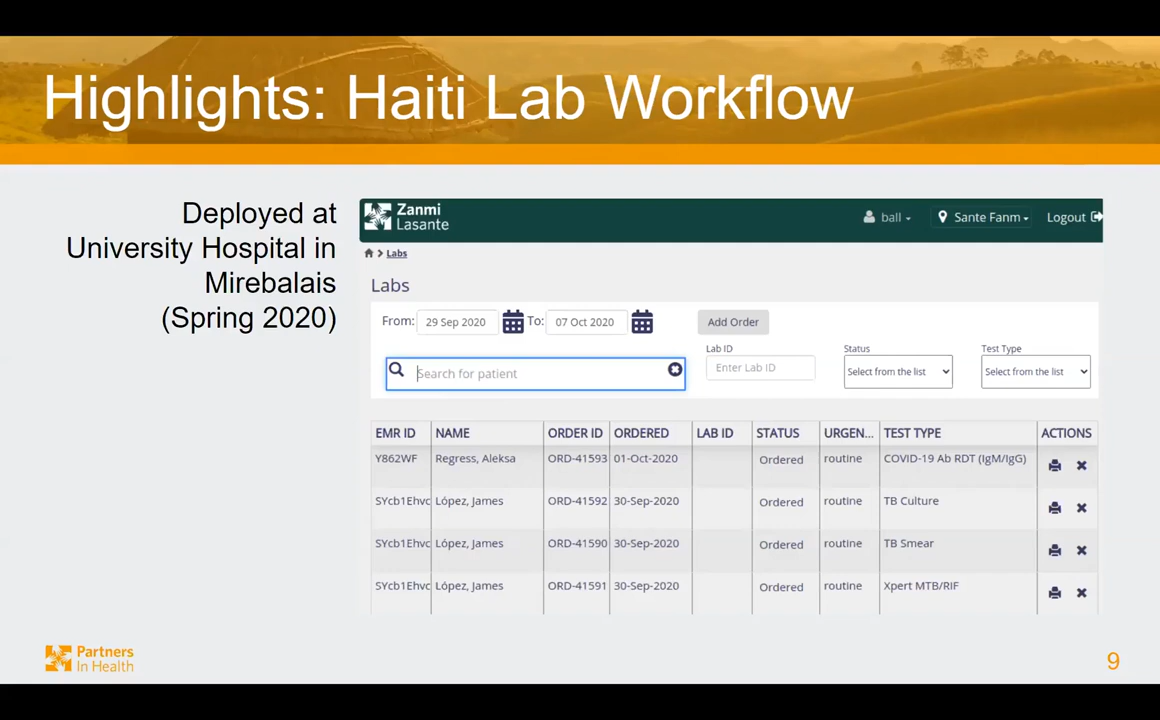 Highlights: Haiti Lab Workflow
Deployed at
University Hospital in
Mirebalais
(Spring 2020)
Zanmi
Lasante
ball
Sante Fanm
Logout
Labs
Labs
From: 29 Sep 2020 To: 07 Oct 2020 Add Order
Search for patient
Lab ID
Enter Lab ID
Status
Select from the list
Test Type
Select from the list
EMR ID NAME ORDER ID ORDERED LAB ID STATUS URGEN... TEST TYPE ACTIONS
Y862WF Regress, Aleksa ORD-41593 01-Oct-2020 Ordered routine COVID-19 Ab RDT (IgM/IgG)
SYcb1Ehvc López, James ORD-41592 30-Sep-2020 Ordered routine TB Culture
SYcb1Ehvc López, James ORD-41590 30-Sep-2020 Ordered routine TB Smear
SYcb1Ehvc López, James ORD-41591 30-Sep-2020 Ordered routine Xpert MTB/RIF
Partners
In Health
9